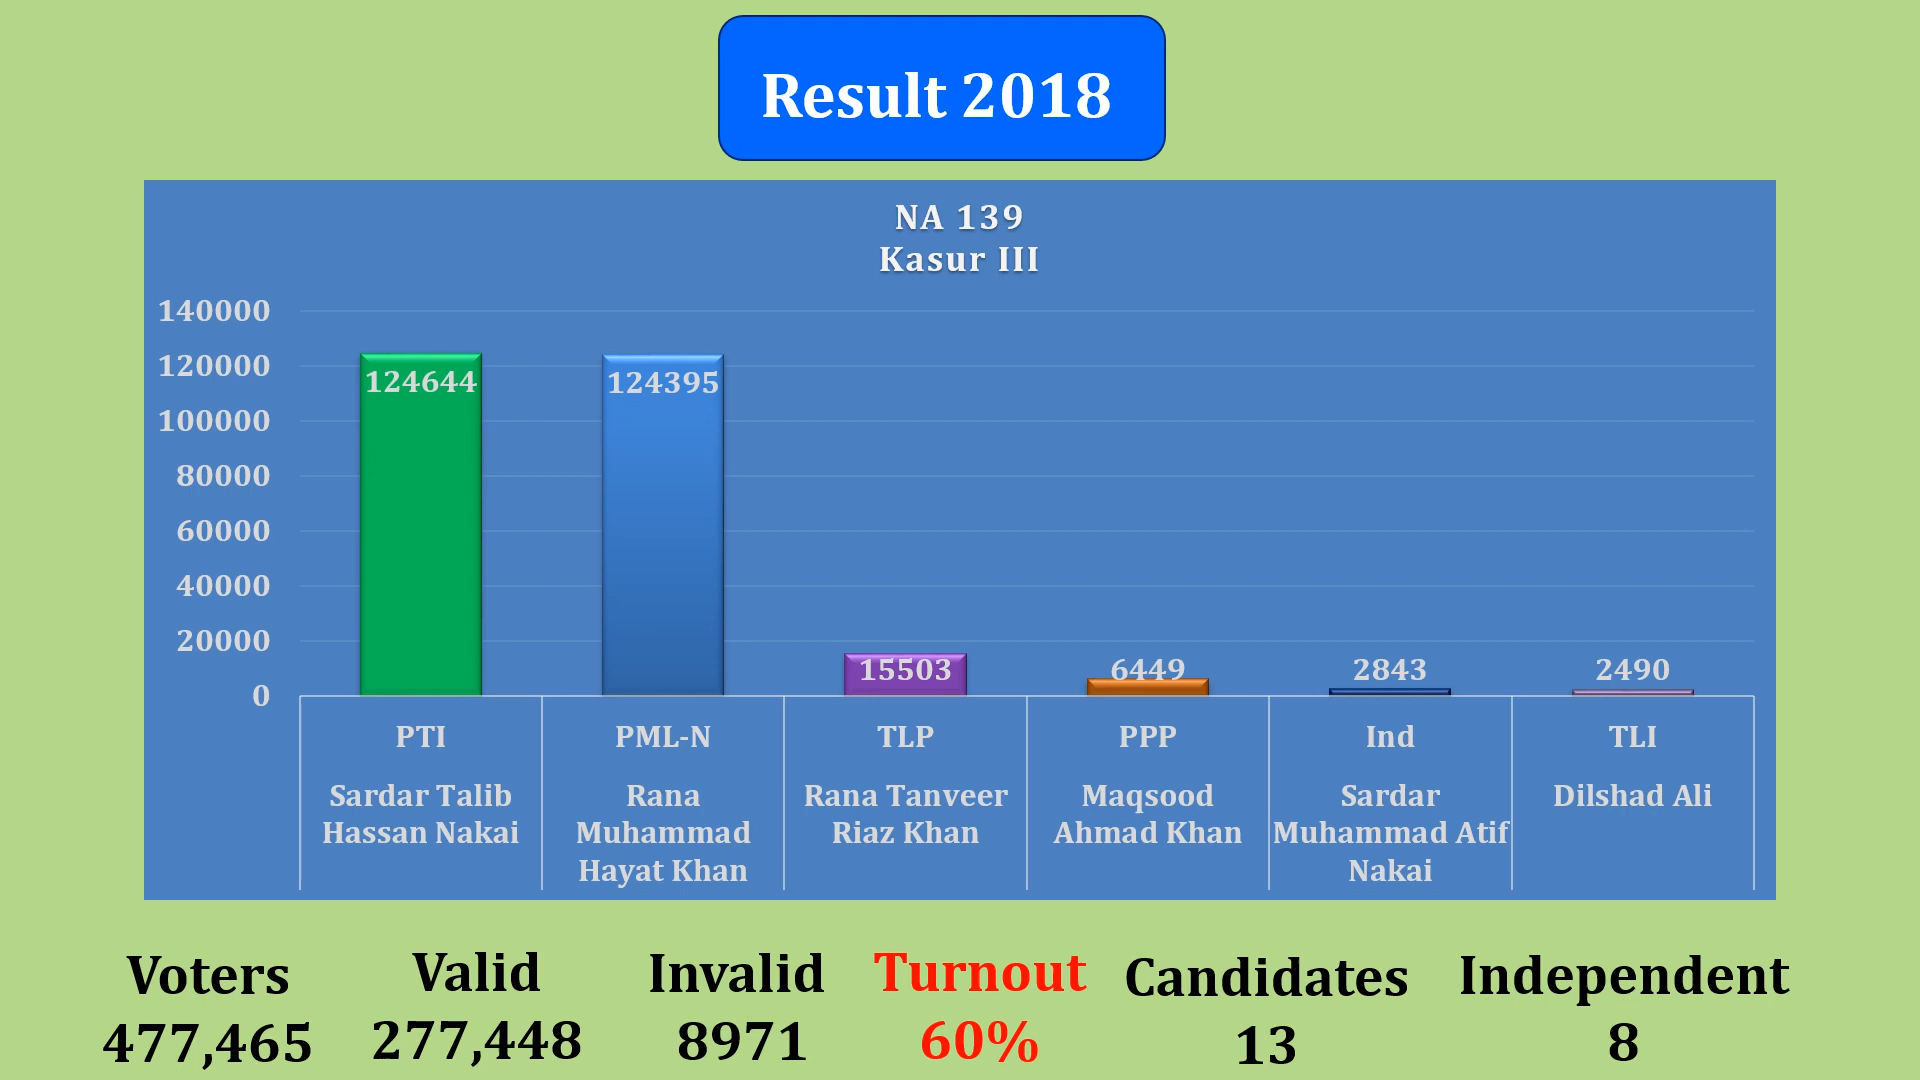 Result 2018
NA 139
Kasur III
140000
120000
100000
80000
60000
40000
20000
0
124644
124395
15503
6449
2843
2490
PTI
PML-N
TLP
PPP
Ind
TLI
Sardar Talib
Hassan Nakai
Rana
Muhammad
Hayat Khan
Rana Tanveer
Riaz Khan
Maqsood
Ahmad Khan
Sardar
Muhammad Atif
Nakai
Dilshad Ali
Voters
477,465
Valid
277,448
Invalid
8971
Turnout
60%
Candidates
13
Independent
8